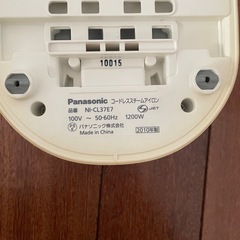 10015
Panasonic コードレススチームアイロン
品番 NI-CL37E7
100V ～ 50-60Hz 1200W
パナソニック株式会社
MADE IN CHINA
2010年製